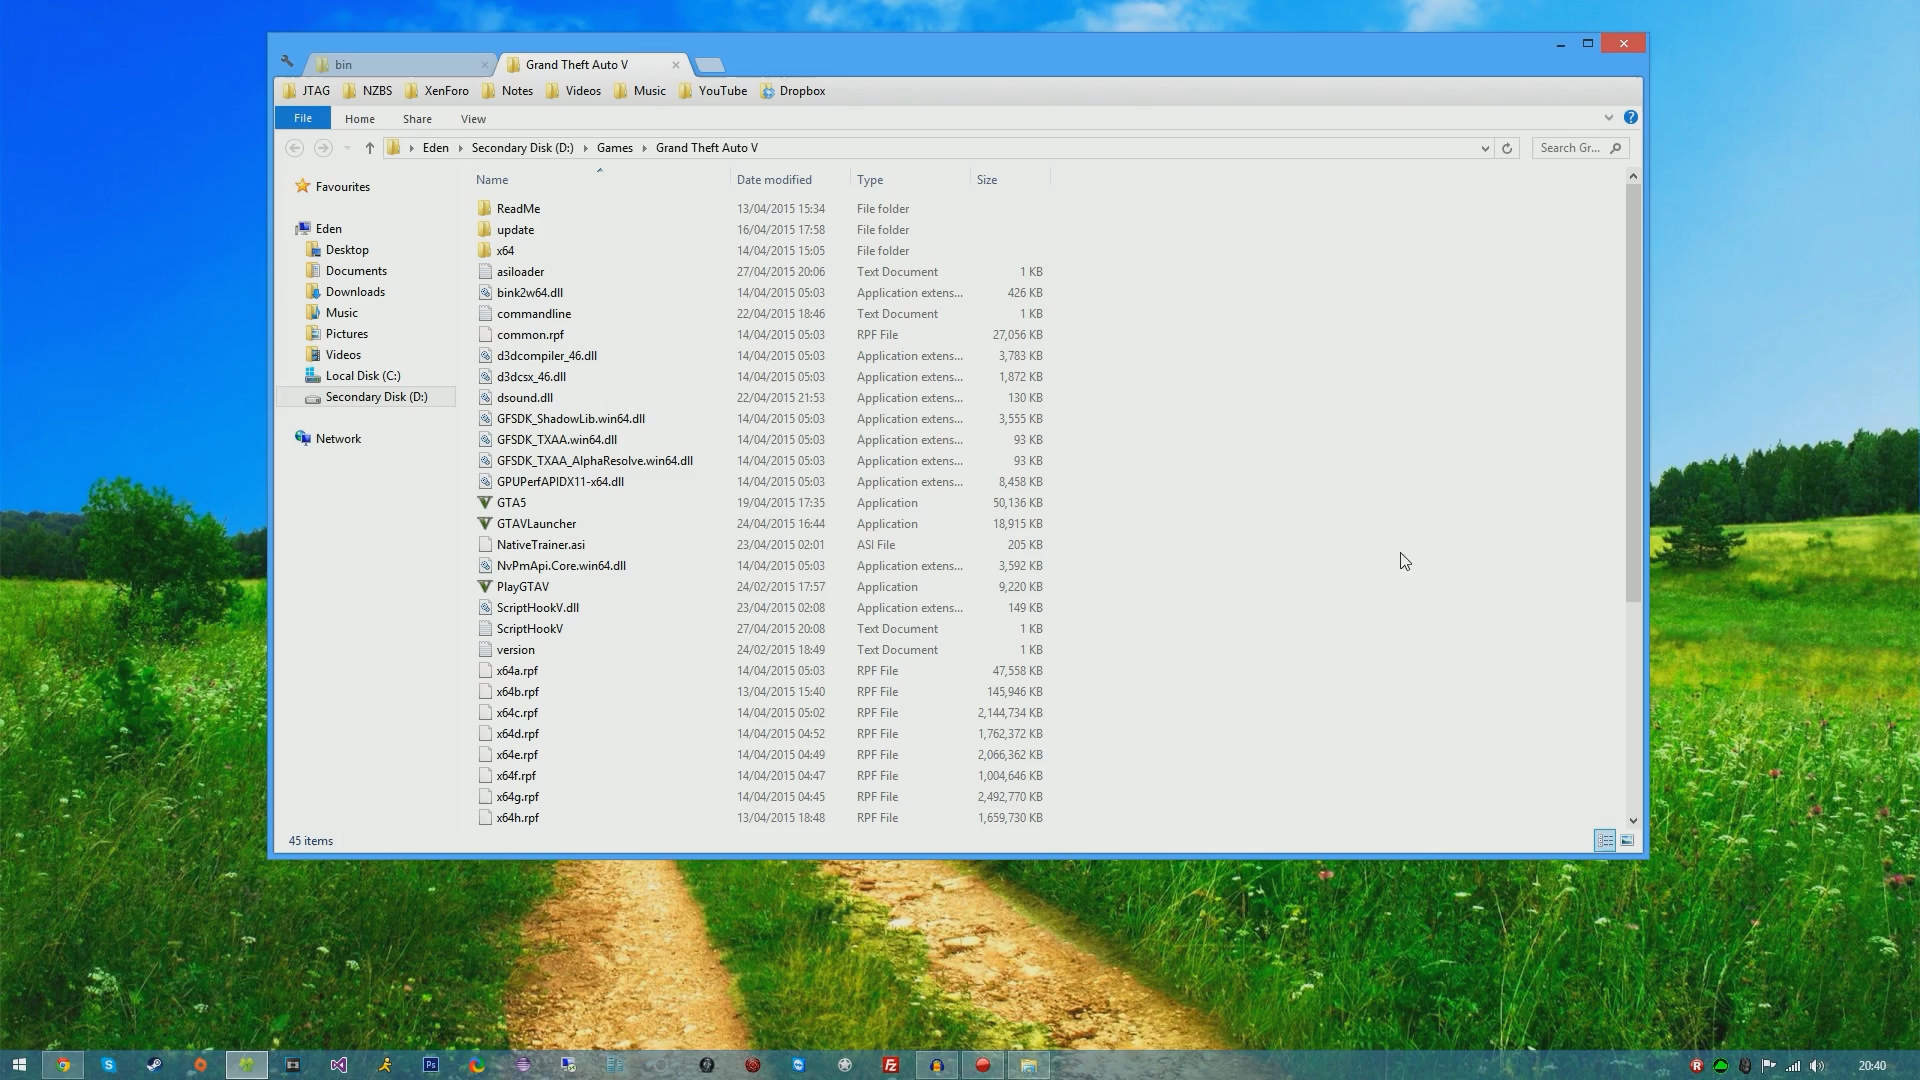 bin
Grand Theft Auto V
JTAG NZBS XenForo Notes Videos Music YouTube Dropbox
File Home Share View
Eden Secondary Disk (D:) Games Grand Theft Auto V
Search Gr...
Favourites
Eden
Desktop
Documents
Downloads
Music
Pictures
Videos
Local Disk (C:)
Secondary Disk (D:)
Network
Name Date modified Type Size
ReadMe 13/04/2015 15:34 File folder
update 16/04/2015 17:58 File folder
x64 14/04/2015 15:05 File folder
asiloader 27/04/2015 20:06 Text Document 1 KB
bink2w64.dll 14/04/2015 05:03 Application extens... 426 KB
commandline 22/04/2015 18:46 Text Document 1 KB
common.rpf 14/04/2015 05:03 RPF File 27,056 KB
d3dcompiler_46.dll 14/04/2015 05:03 Application extens... 3,783 KB
d3dcsx_46.dll 14/04/2015 05:03 Application extens... 1,872 KB
dsound.dll 22/04/2015 21:53 Application extens... 130 KB
GFSDK_ShadowLib.win64.dll 14/04/2015 05:03 Application extens... 3,555 KB
GFSDK_TXAA.win64.dll 14/04/2015 05:03 Application extens... 93 KB
GFSDK_TXAA_AlphaResolve.win64.dll 14/04/2015 05:03 Application extens... 93 KB
GPUPerfAPIDX11-x64.dll 14/04/2015 05:03 Application extens... 8,458 KB
GTA5 19/04/2015 17:35 Application 50,136 KB
GTAVLauncher 24/04/2015 16:44 Application 18,915 KB
NativeTrainer.asi 23/04/2015 02:01 ASI File 205 KB
NvPmApi.Core.win64.dll 14/04/2015 05:03 Application extens... 3,592 KB
PlayGTAV 24/02/2015 17:57 Application 9,220 KB
ScriptHookV.dll 23/04/2015 02:08 Application extens... 149 KB
ScriptHookV 27/04/2015 20:08 Text Document 1 KB
version 24/02/2015 18:49 Text Document 1 KB
x64a.rpf 14/04/2015 05:03 RPF File 47,558 KB
x64b.rpf 13/04/2015 15:40 RPF File 145,946 KB
x64c.rpf 14/04/2015 05:02 RPF File 2,144,734 KB
x64d.rpf 14/04/2015 04:52 RPF File 1,762,372 KB
x64e.rpf 14/04/2015 04:49 RPF File 2,066,362 KB
x64f.rpf 14/04/2015 04:47 RPF File 1,004,646 KB
x64g.rpf 14/04/2015 04:45 RPF File 2,492,770 KB
x64h.rpf 13/04/2015 18:48 RPF File 1,659,730 KB
45 items
Ps
20:40